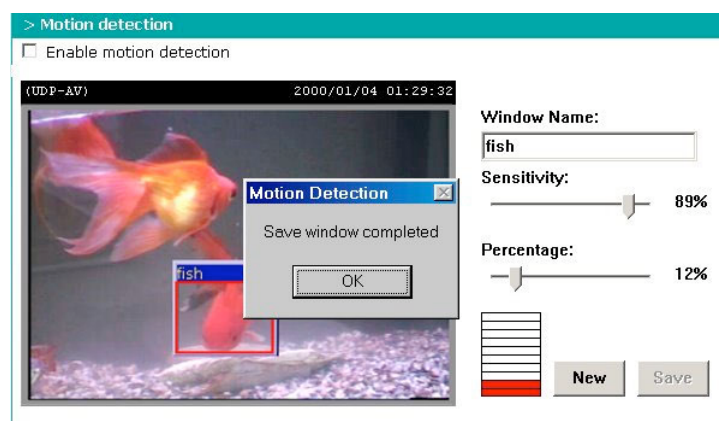 > Motion detection
Enable motion detection
(UDP-AV) 2000/01/04 01:29:32
Window Name:
fish
Sensitivity:
89%
Percentage:
12%
fish
Motion Detection
Save window completed
OK
New
Save